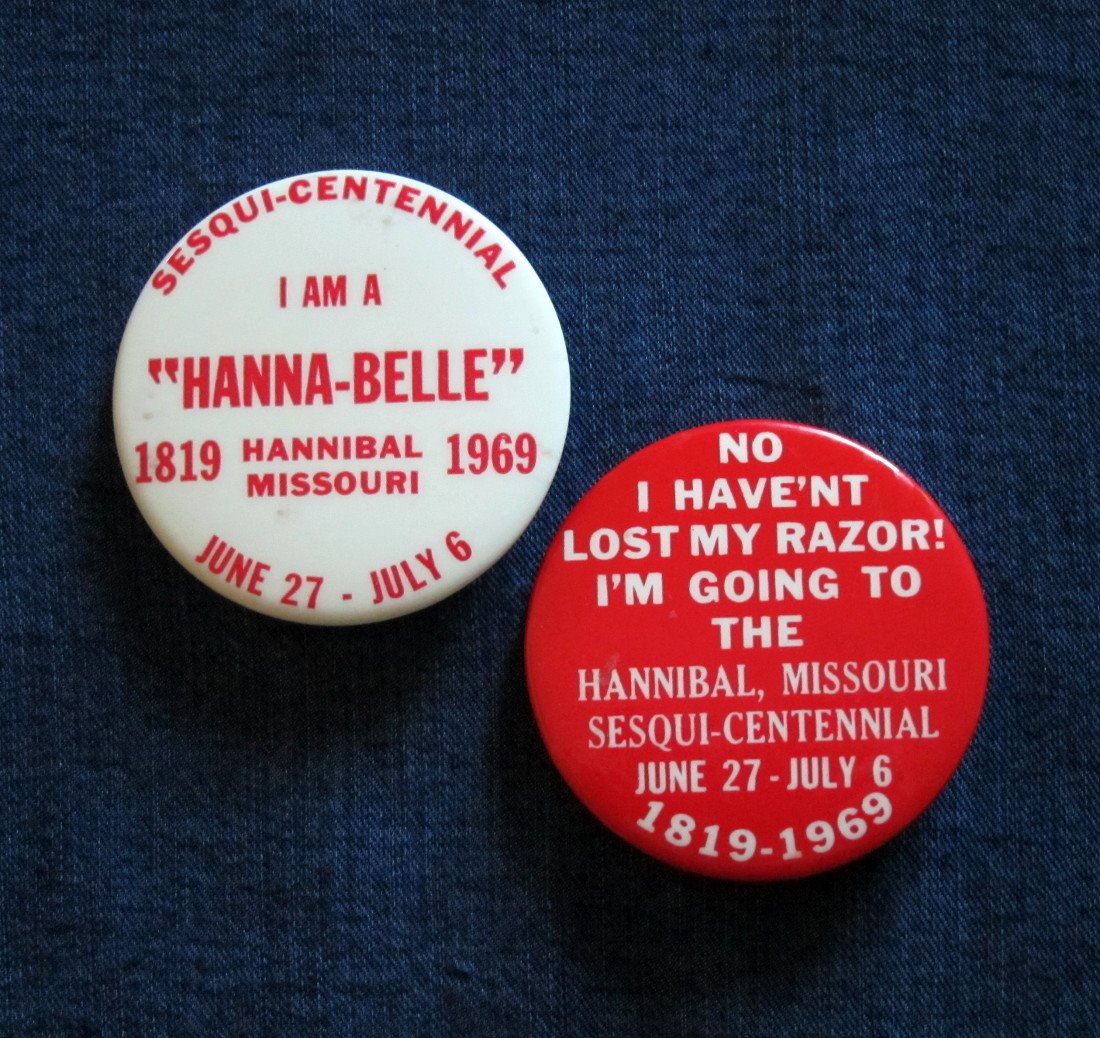 SESQUI-CENTENNIAL
I AM A
"HANNA-BELLE"
1819 HANNIBAL MISSOURI 1969
JUNE 27 - JULY 6
NO
I HAVE'NT
LOST MY RAZOR!
I'M GOING TO
THE
HANNIBAL, MISSOURI
SESQUI-CENTENNIAL
JUNE 27 - JULY 6
1819-1969